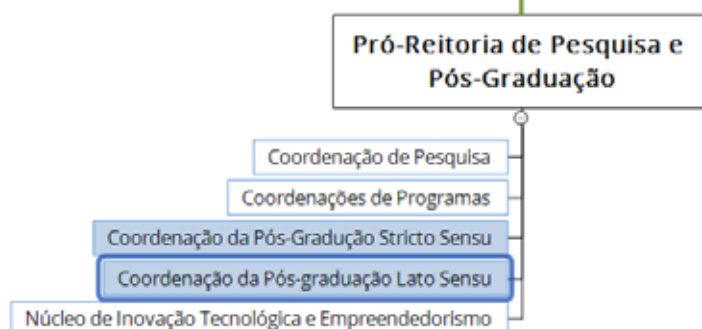 Pró-Reitoria de Pesquisa e
Pós-Graduação
Coordenação de Pesquisa
Coordenações de Programas
Coordenação da Pós-Gradução Stricto Sensu
Coordenação da Pós-graduação Lato Sensu
Núcleo de Inovação Tecnológica e Empreendedorismo